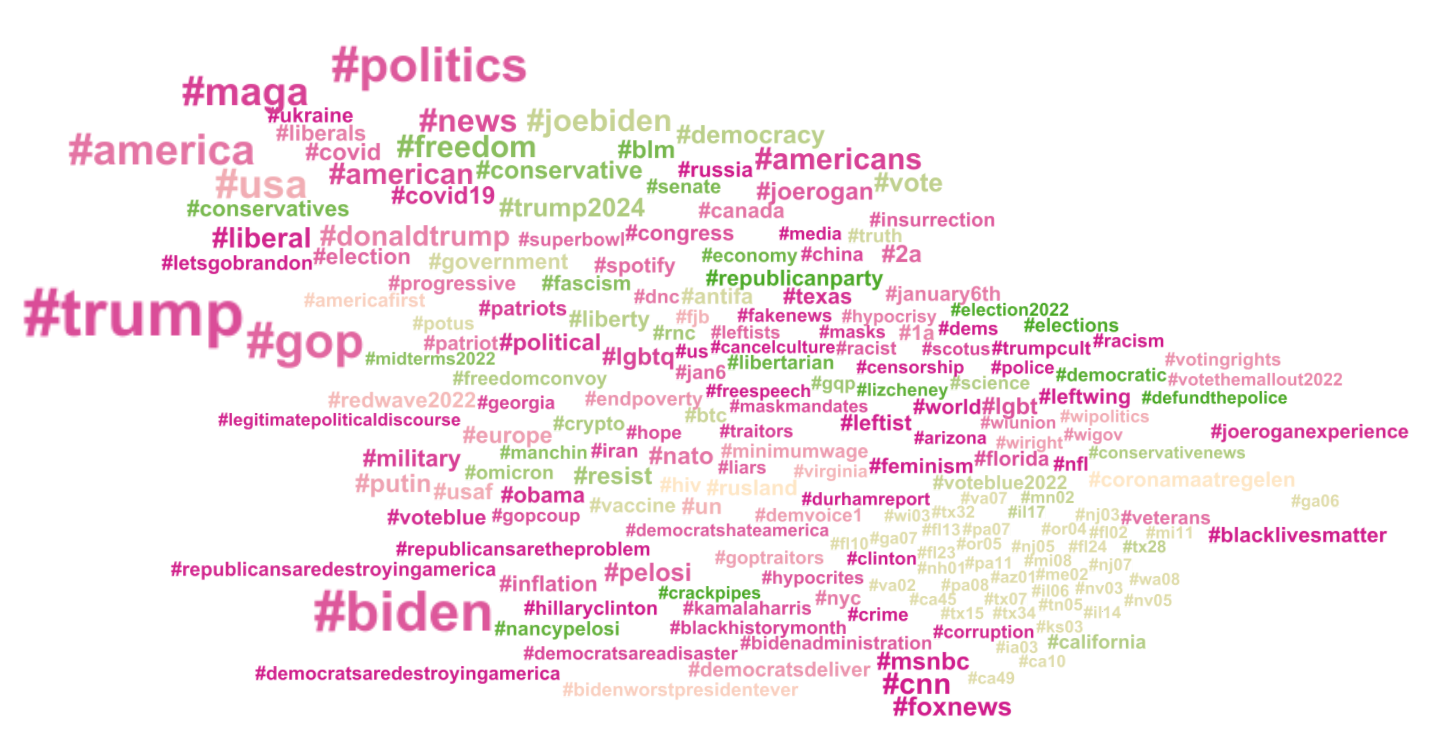 #politics
#maga
#ukraine #news #joebiden
#liberals #democracy
#america #covid #freedom #blm #americans
#usa #american #conservative #russia
#covid19 #senate #joerogan #vote
#conservatives #trump2024 #canada #insurrection
#liberal #donaldtrump #superbowl #congress #media #truth
#letsgobrandon #election #government #spotify #economy #china #2a
#progressive #fascism #republicanparty
#americafirst #dnc #antifa #texas #january6th
#trump #patriots #liberty #fjb #fakenews #hypocrisy #election2022
#potus #rnc #leftists #masks #1a #dems #elections
#gop #patriot #political #us #cancelculture #racist #scotus #trumpcult #racism
#midterms2022 #lgbtq #jan6 #libertarian #censorship #police #democratic #votingrights
#freedomconvoy #freespeech #gqp #lizcheney #science #votethemallout2022
#redwave2022 #georgia #endpoverty #maskmandates #world #lgbt #leftwing #defundthepolice
#legitimatepoliticaldiscourse #crypto #btc #leftist #wiunion #wipolitics
#europe #hope #traitors #arizona #wiright #wigov #joeroganexperience
#military #manchin #iran #nato #minimumwage #conservativenews
#omicron #resist #liars #virginia #feminism #florida #nfl
#putin #usaf #obama #hiv #rusland #voteblue2022 #coronamaatregelen
#vaccine #un #durhamreport #va07 #mn02 #ga06
#voteblue #gopcoup #demvoice1 #wi03 #tx32 #il17 #nj03 #veterans
#democratshateamerica #fl13 #pa07 #or04 #fl02 #mi11 #blacklivesmatter
#republicansaretheproblem #fl10 #ga07 #or05 #nj05 #fl24 #tx28
#goptraitors #clinton #fl23 #pa11 #mi08 #nj07
#republicansaredestroyingamerica #pelosi #hypocrites #nh01 #az01 #me02 #wa08
#inflation #crackpipes #va02 #pa08 #il06 #nv03
#biden #hillaryclinton #kamalaharris #nyc #ca45 #tx07 #tn05 #nv05
#crime #tx15 #tx34 #il14
#nancypelosi #blackhistorymonth #corruption #ks03
#bidenadministration #ia03 #california
#democratsareadisaster #msnbc #ca10
#democratsaredestroyingamerica #democratsdeliver #cnn #ca49
#bidenworstpresidentever #foxnews